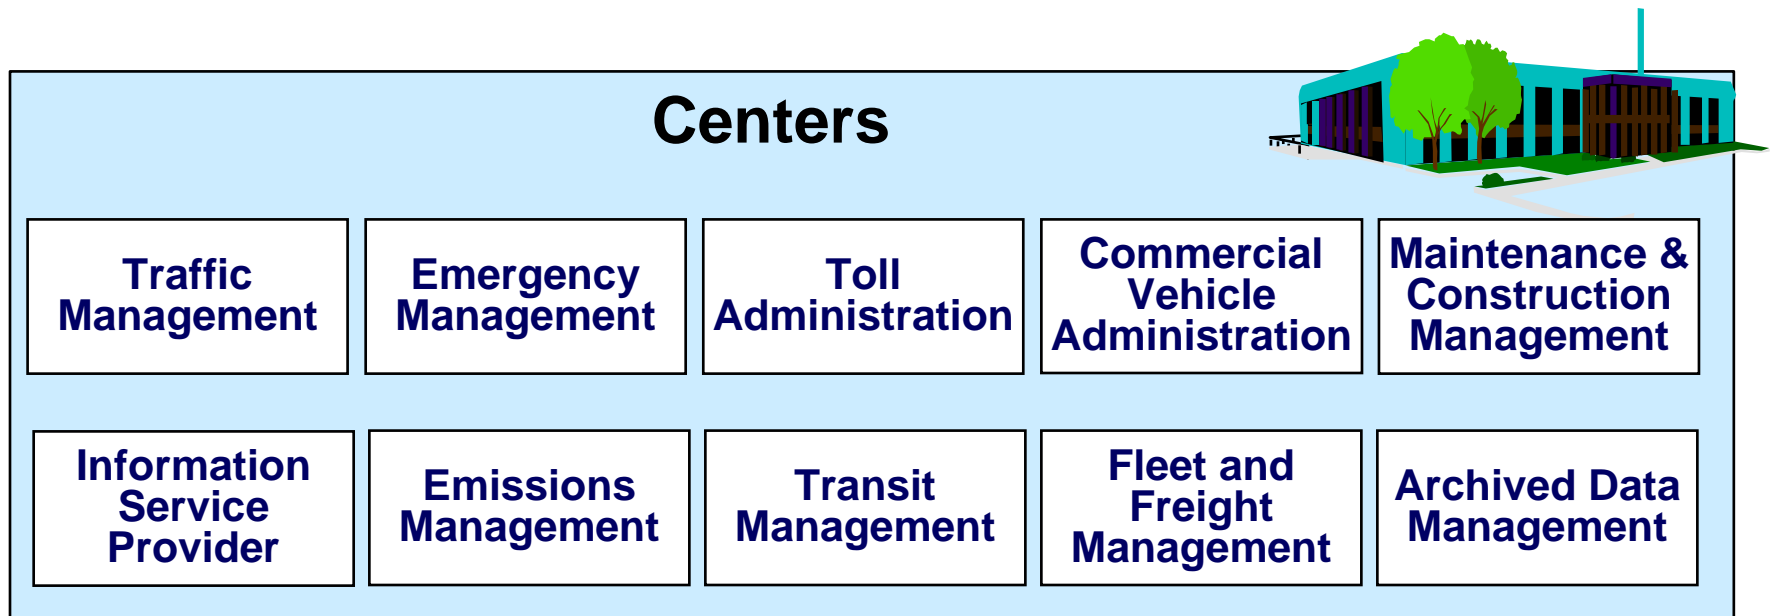 Centers
Traffic
Management
Emergency
Management
Toll
Administration
Commercial
Vehicle
Administration
Maintenance &
Construction
Management
Information
Service
Provider
Emissions
Management
Transit
Management
Fleet and
Freight
Management
Archived Data
Management